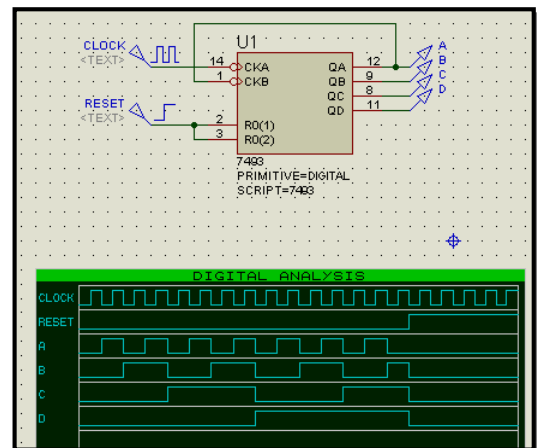 U1
CLOCK
<TEXT>
14 CKA QA 12 A
1 CKB QB 9 B
QC 8 C
QD 11 D
RESET
<TEXT>
2 R0(1)
3 R0(2)
7493
PRIMITIVE=DIGITAL
SCRIPT=7493
DIGITAL ANALYSIS
CLOCK
RESET
A
B
C
D